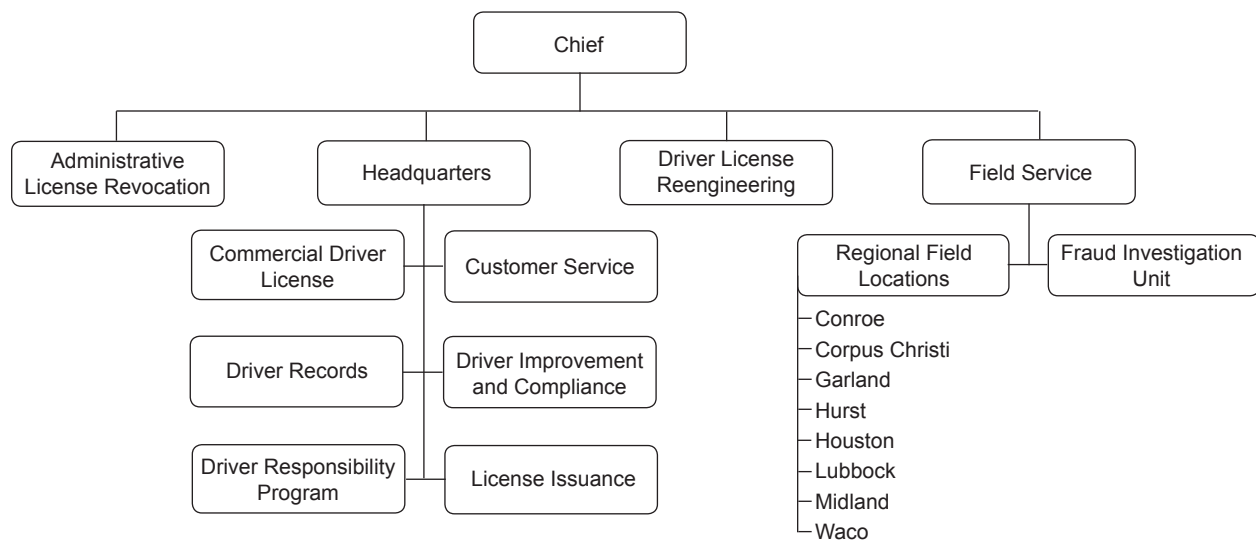 Chief
Administrative
License Revocation
Headquarters
Driver License
Reengineering
Field Service
Commercial Driver
License
Customer Service
Regional Field
Locations
Fraud Investigation
Unit
Driver Records
Driver Improvement
and Compliance
Driver Responsibility
Program
License Issuance
Conroe
Corpus Christi
Garland
Hurst
Houston
Lubbock
Midland
Waco